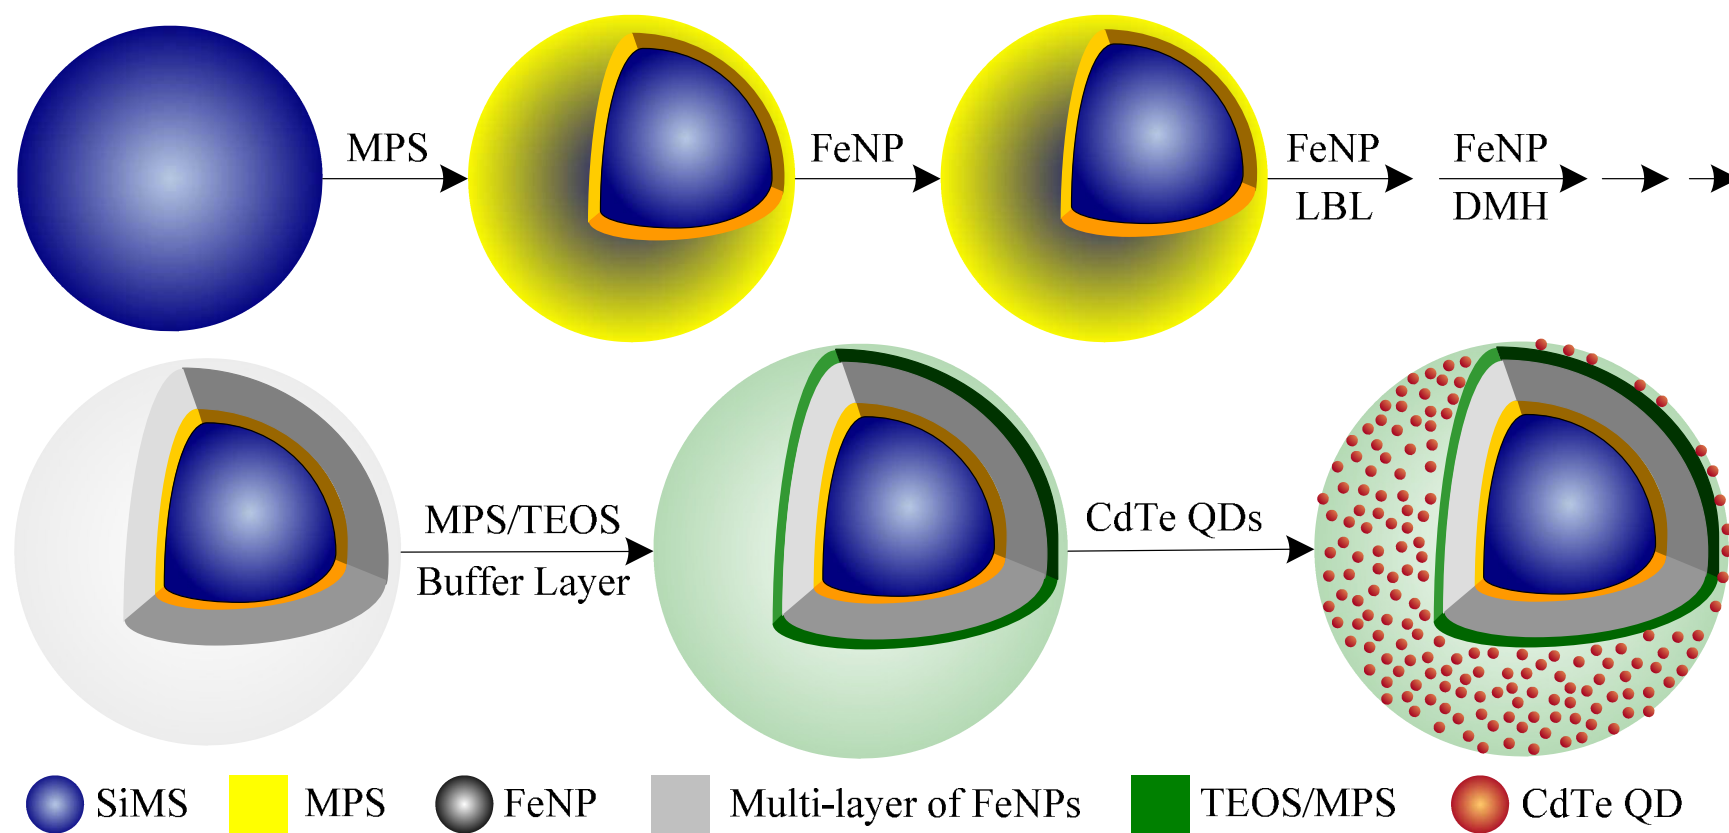 MPS
FeNP
FeNP
LBL
FeNP
DMH
MPS/TEOS
Buffer Layer
CdTe QDs
SiMS
MPS
FeNP
Multi-layer of FeNPs
TEOS/MPS
CdTe QD